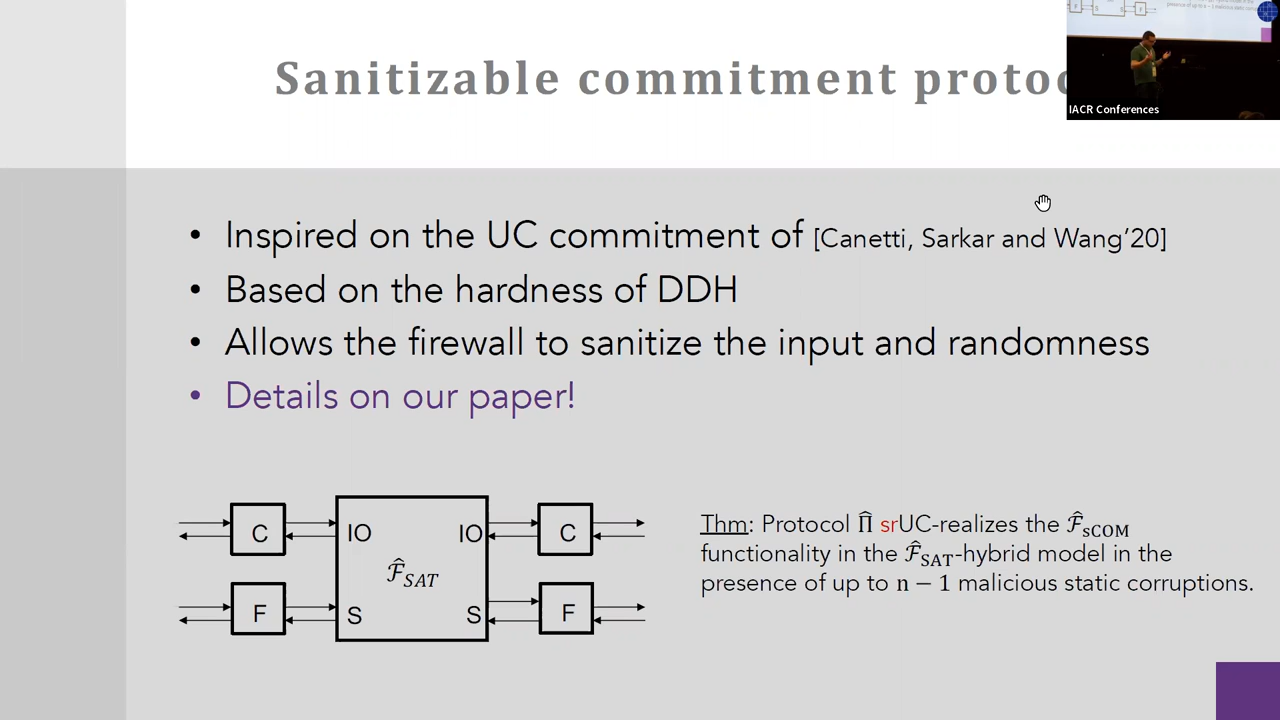 Sanitizable commitment protoc
IACR Conferences
• Inspired on the UC commitment of [Canetti, Sarkar and Wang'20]
• Based on the hardness of DDH
• Allows the firewall to sanitize the input and randomness
• Details on our paper!
C IO IO C
F̂_SAT
F S S F
Thm: Protocol Π̂ srUC-realizes the F̂_sCOM
functionality in the F̂_SAT-hybrid model in the
presence of up to n − 1 malicious static corruptions.